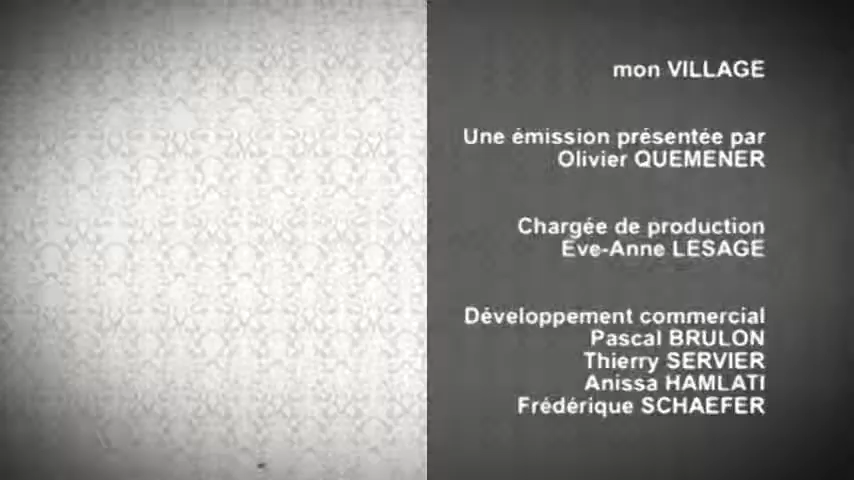 mon VILLAGE
Une émission présentée par
Olivier QUEMENER
Chargée de production
Eve-Anne LESAGE
Développement commercial
Pascal BRULON
Thierry SERVIER
Anissa HAMLATI
Frédérique SCHAEFER